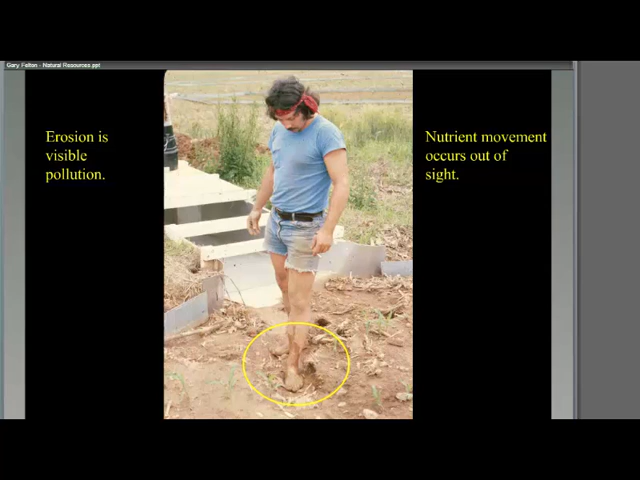 Gary Felton - Natural Resources.ppt
Erosion is
visible
pollution.
Nutrient movement
occurs out of
sight.